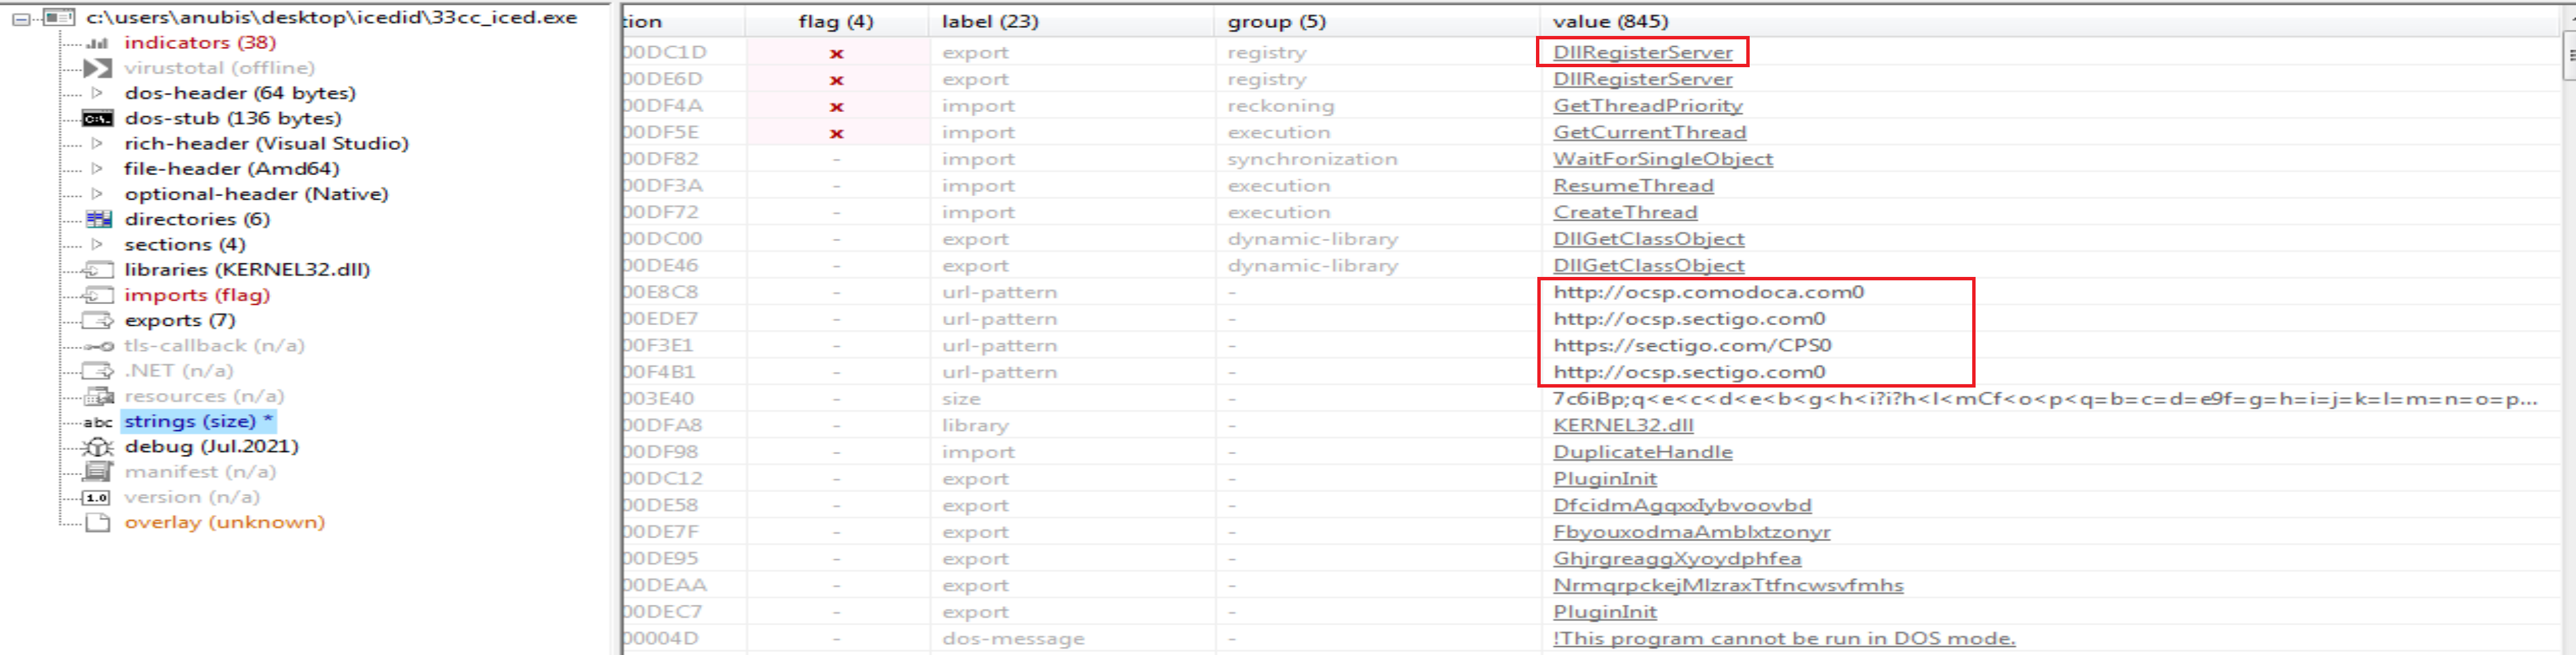 c:\users\anubis\desktop\icedid\33cc_iced.exe
indicators (38)
virustotal (offline)
dos-header (64 bytes)
dos-stub (136 bytes)
rich-header (Visual Studio)
file-header (Amd64)
optional-header (Native)
directories (6)
sections (4)
libraries (KERNEL32.dll)
imports (flag)
exports (7)
tls-callback (n/a)
.NET (n/a)
resources (n/a)
abc strings (size) *
debug (Jul.2021)
manifest (n/a)
1.0 version (n/a)
overlay (unknown)
tion flag (4) label (23) group (5) value (845)
00DC1D x export registry DllRegisterServer
00DE6D x export registry DllRegisterServer
00DF4A x import reckoning GetThreadPriority
00DF5E x import execution GetCurrentThread
00DF82 - import synchronization WaitForSingleObject
00DF3A - import execution ResumeThread
00DF72 - import execution CreateThread
00DC00 - export dynamic-library DllGetClassObject
00DE46 - export dynamic-library DllGetClassObject
00E8C8 - url-pattern - http://ocsp.comodoca.com0
00EDE7 - url-pattern - http://ocsp.sectigo.com0
00F3E1 - url-pattern - https://sectigo.com/CPS0
00F4B1 - url-pattern - http://ocsp.sectigo.com0
003E40 - size - 7c6iBp;q<e<c<d<e<b<g<h<i?i?h<l<mCf<o<p<q=b=c=d=e9f=g=h=i=j=k=l=m=n=o=p...
00DFA8 - library - KERNEL32.dll
00DF98 - import - DuplicateHandle
00DC12 - export - PluginInit
00DE58 - export - DfcidmAgqxxIybvoovbd
00DE7F - export - FbyouxodmaAmblxtzonyr
00DE95 - export - GhjrgreaggXyoydphfea
00DEAA - export - NrmqrpckejMlzraxTtfncwsvfmhs
00DEC7 - export - PluginInit
00004D - dos-message - !This program cannot be run in DOS mode.